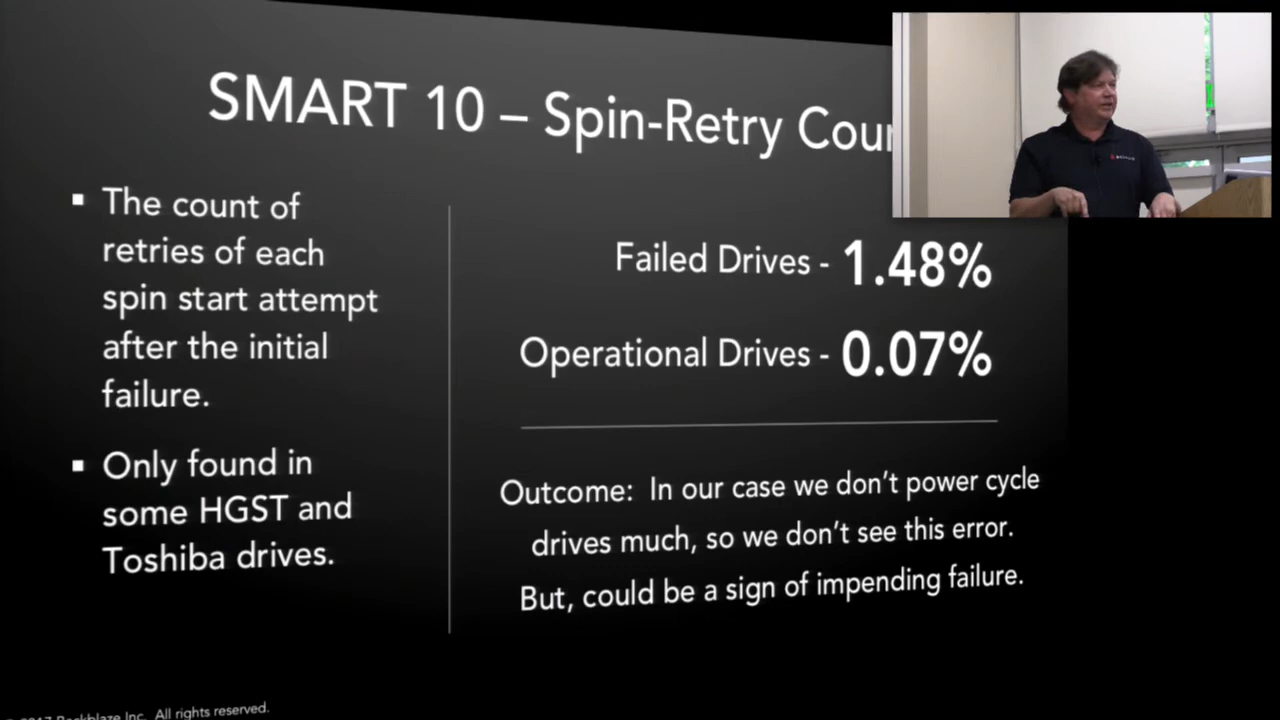 SMART 10 – Spin-Retry
▪ The count of
retries of each
spin start attempt
after the initial
failure.
▪ Only found in
some HGST and
Toshiba drives.
Failed Drives - 1.48%
Operational Drives - 0.07%
Outcome: In our case we don't power cycle
drives much, so we don't see this error.
But, could be a sign of impending failure.
2017 Backblaze Inc. All rights reserved.